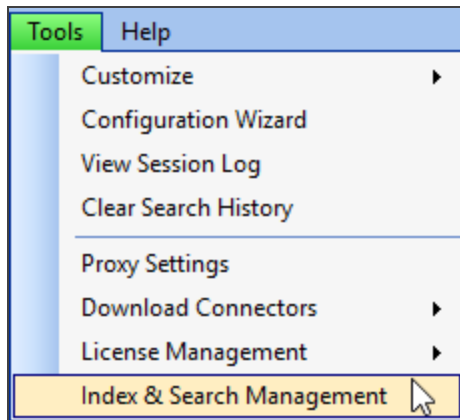 Tools Help
Customize
Configuration Wizard
View Session Log
Clear Search History
Proxy Settings
Download Connectors
License Management
Index & Search Management